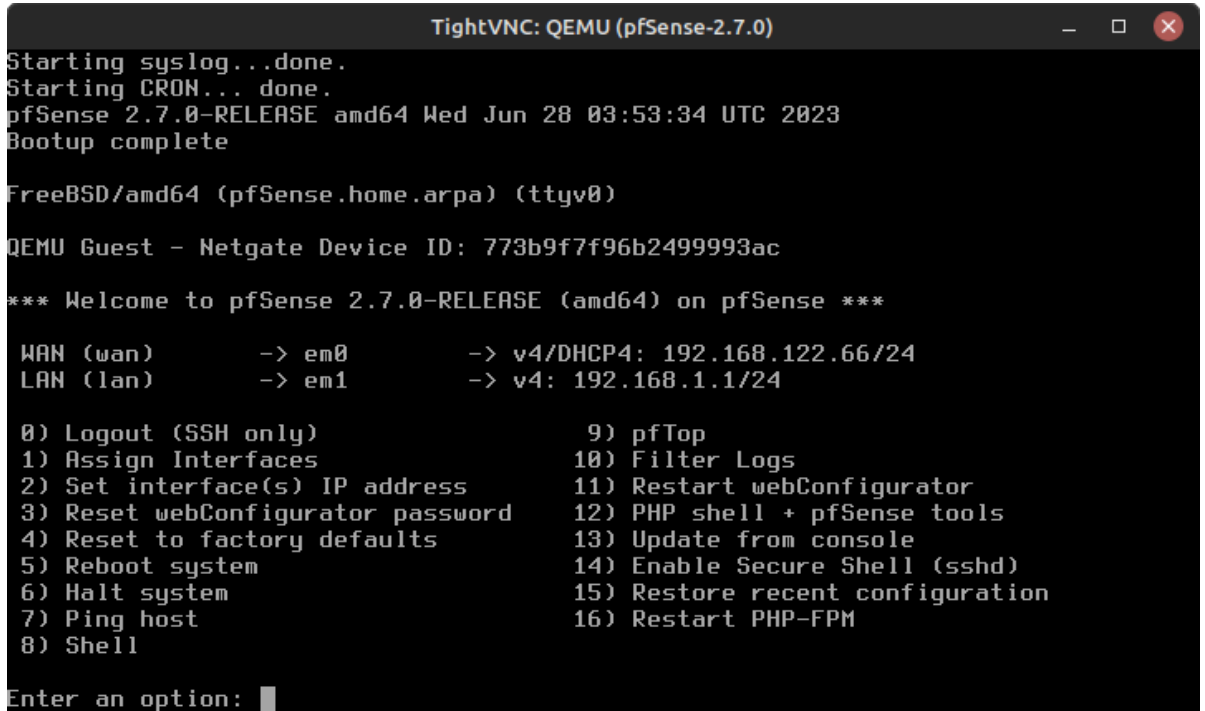 TightVNC: QEMU (pfSense-2.7.0)
Starting syslog...done.
Starting CRON... done.
pfSense 2.7.0-RELEASE amd64 Wed Jun 28 03:53:34 UTC 2023
Bootup complete
FreeBSD/amd64 (pfSense.home.arpa) (ttyv0)
QEMU Guest - Netgate Device ID: 773b9f7f96b2499993ac
*** Welcome to pfSense 2.7.0-RELEASE (amd64) on pfSense ***
WAN (wan) -> em0 -> v4/DHCP4: 192.168.122.66/24
LAN (lan) -> em1 -> v4: 192.168.1.1/24
0) Logout (SSH only) 9) pfTop
1) Assign Interfaces 10) Filter Logs
2) Set interface(s) IP address 11) Restart webConfigurator
3) Reset webConfigurator password 12) PHP shell + pfSense tools
4) Reset to factory defaults 13) Update from console
5) Reboot system 14) Enable Secure Shell (sshd)
6) Halt system 15) Restore recent configuration
7) Ping host 16) Restart PHP-FPM
8) Shell
Enter an option: